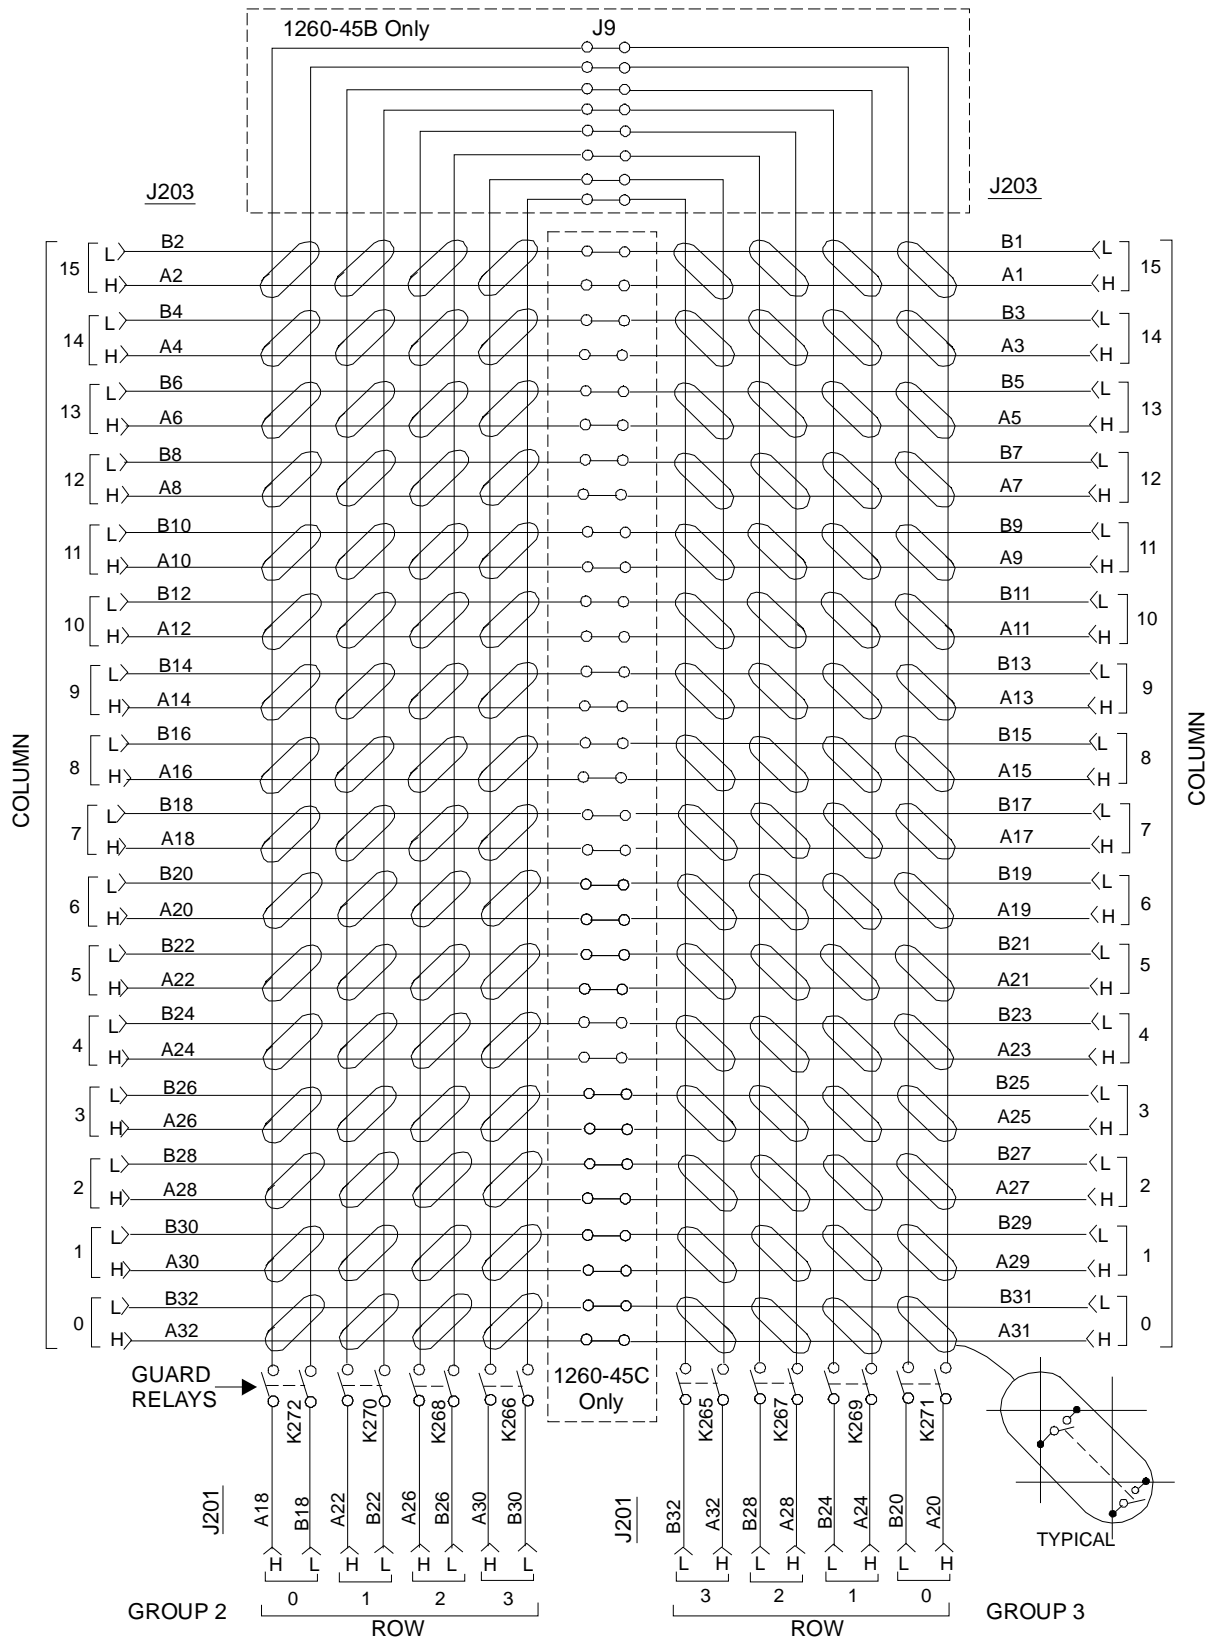 1260-45B Only J9
J203 J203
15 L B2 B1 L 15
H A2 A1 H
14 L B4 B3 L 14
H A4 A3 H
13 L B6 B5 L 13
H A6 A5 H
12 L B8 B7 L 12
H A8 A7 H
11 L B10 B9 L 11
H A10 A9 H
10 L B12 B11 L 10
H A12 A11 H
9 L B14 B13 L 9
H A14 A13 H
8 L B16 B15 L 8
H A16 A15 H
7 L B18 B17 L 7
H A18 A17 H
6 L B20 B19 L 6
H A20 A19 H
5 L B22 B21 L 5
H A22 A21 H
4 L B24 B23 L 4
H A24 A23 H
3 L B26 B25 L 3
H A26 A25 H
2 L B28 B27 L 2
H A28 A27 H
1 L B30 B29 L 1
H A30 A29 H
0 L B32 B31 L 0
H A32 A31 H
COLUMN COLUMN
GUARD
RELAYS
1260-45C
Only
K272 K270 K268 K266 K265 K267 K269 K271
J201 A18 B18 A22 B22 A26 B26 A30 B30 J201 B32 A32 B28 A28 B24 A24 B20 A20
TYPICAL
H L H L H L H L L H L H L H L H
0 1 2 3 3 2 1 0
GROUP 2 ROW ROW GROUP 3